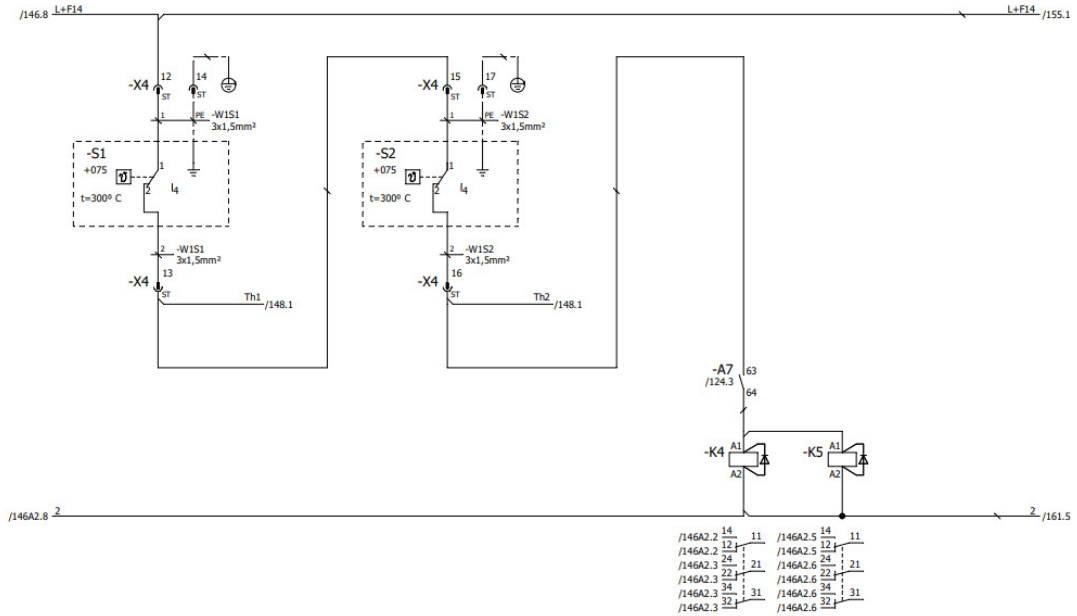 /146.8 L+F14
L+F14 /155.1
-X4 12 14
ST ST
1 PE -W1S1
3x1,5mm²
-S1
+075
1
ϑ
2 4
t=300º C
2 -W1S1
3x1,5mm²
13
-X4
ST
Th1 /148.1
-X4 15 17
ST ST
1 PE -W1S2
3x1,5mm²
-S2
+075
1
ϑ
2 4
t=300º C
2 -W1S2
3x1,5mm²
16
-X4
ST
Th2 /148.1
-A7 63
/124.3
64
-K4 A1
A2
-K5 A1
A2
/146A2.8 2
2 /161.5
/146A2.2 14
/146A2.2 12 11
/146A2.3 24
/146A2.3 22 21
/146A2.3 34
/146A2.3 32 31
/146A2.5 14
/146A2.5 12 11
/146A2.6 24
/146A2.6 22 21
/146A2.6 34
/146A2.6 32 31